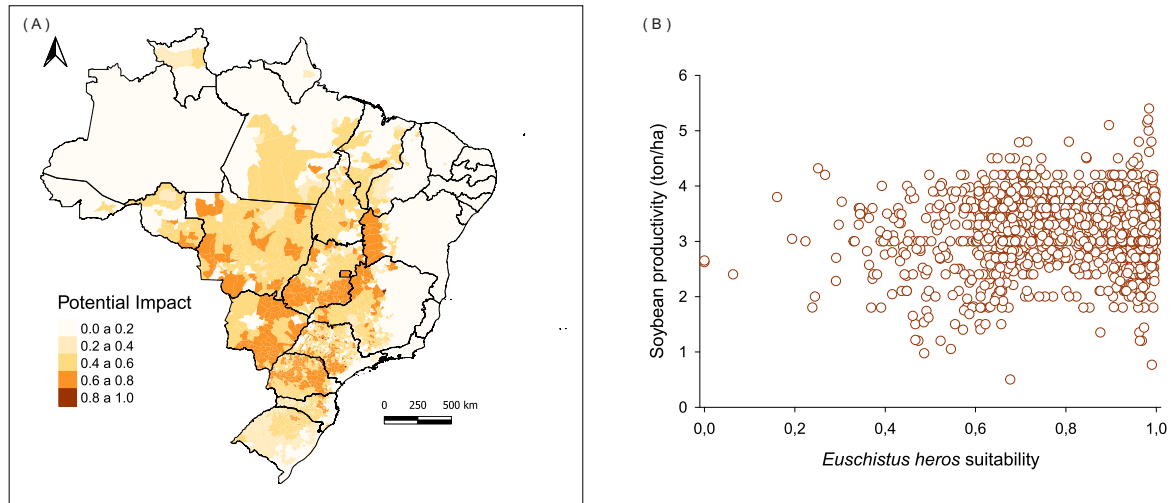 ( A )
Potential Impact
0.0 a 0.2
0.2 a 0.4
0.4 a 0.6
0.6 a 0.8
0.8 a 1.0
0 250 500 km
( B )
Soybean productivity (ton/ha)
6
5
4
3
2
1
0
0,0 0,2 0,4 0,6 0,8 1,0
Euschistus heros suitability